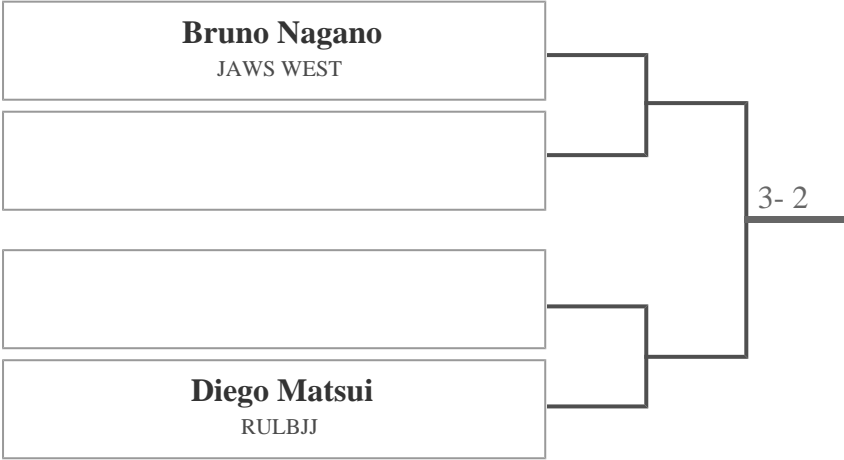 Bruno Nagano
JAWS WEST
3- 2
Diego Matsui
RULBJJ